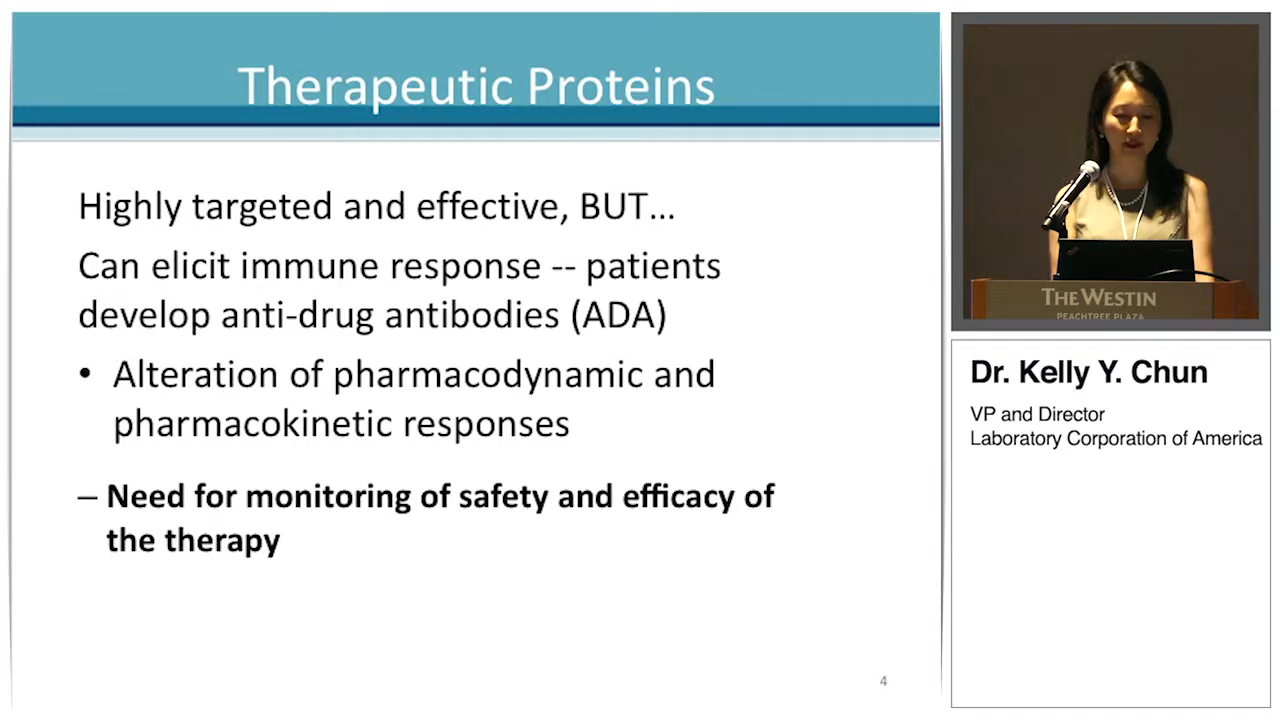 Therapeutic Proteins
Highly targeted and effective, BUT...
Can elicit immune response -- patients
develop anti-drug antibodies (ADA)
• Alteration of pharmacodynamic and
pharmacokinetic responses
– Need for monitoring of safety and efficacy of
the therapy
4
THE WESTIN
PEACHTREE PLAZA
Dr. Kelly Y. Chun
VP and Director
Laboratory Corporation of America